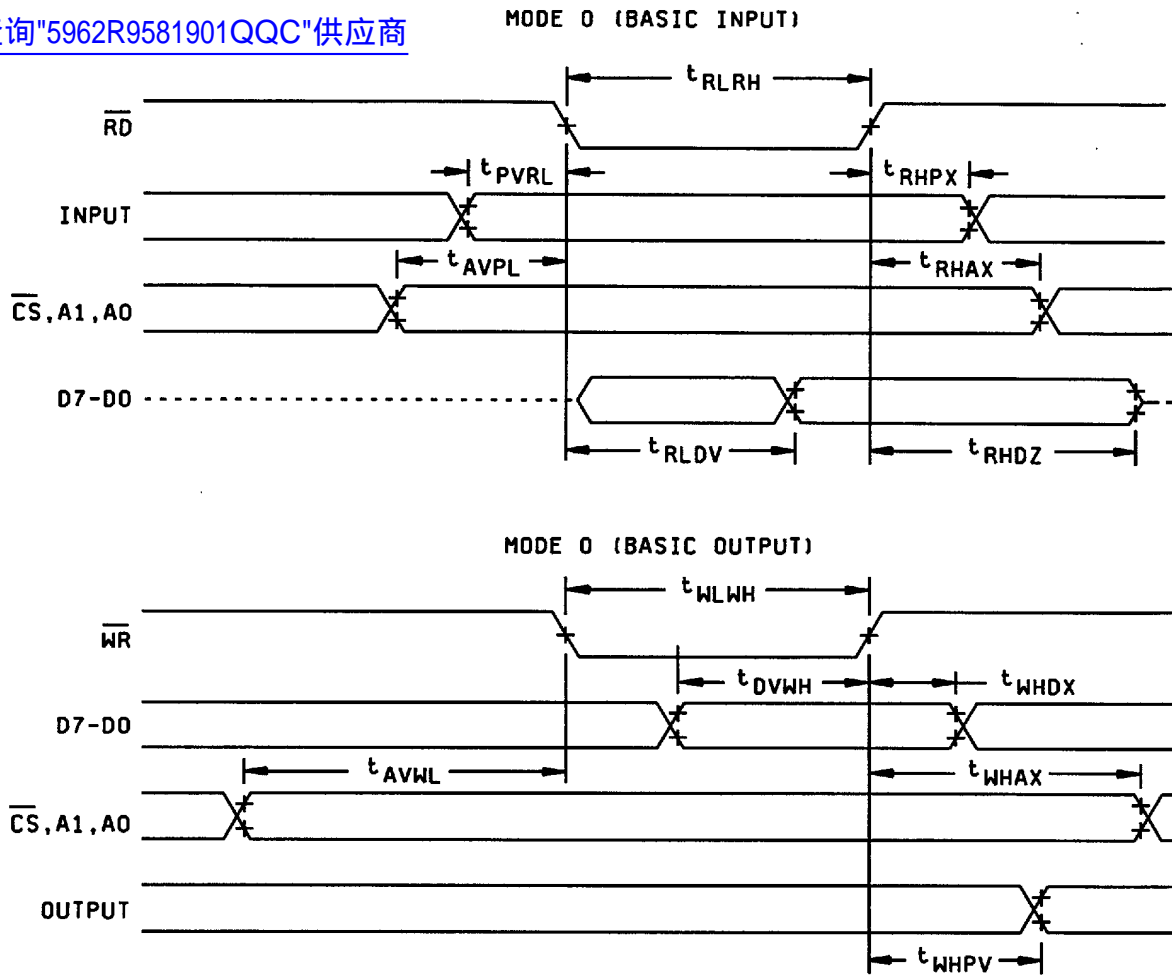 查询"5962R9581901QQC"供应商
MODE 0 (BASIC INPUT)
tRLRH
RD
tPVRL
tRHPX
INPUT
tAVPL
tRHAX
CS,A1,A0
D7-D0
tRLDV
tRHDZ
MODE 0 (BASIC OUTPUT)
tWLWH
WR
tDVWH
tWHDX
D7-D0
tAVWL
tWHAX
CS,A1,A0
OUTPUT
tWHPV